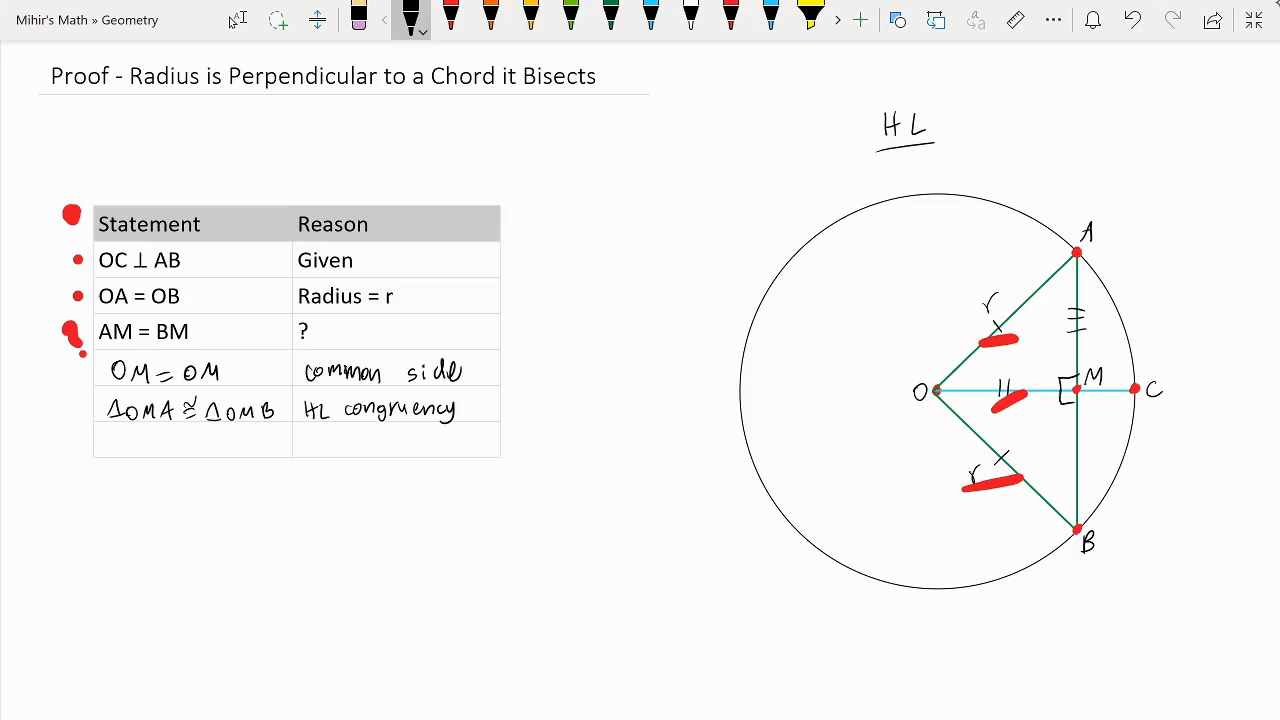 Mihir's Math » Geometry
Proof - Radius is Perpendicular to a Chord it Bisects
HL
Statement Reason
OC ⊥ AB Given
OA = OB Radius = r
AM = BM ?
OM = OM common side
ΔOMA ≅ ΔOMB HL congruency
A
r
O
M
C
r
B